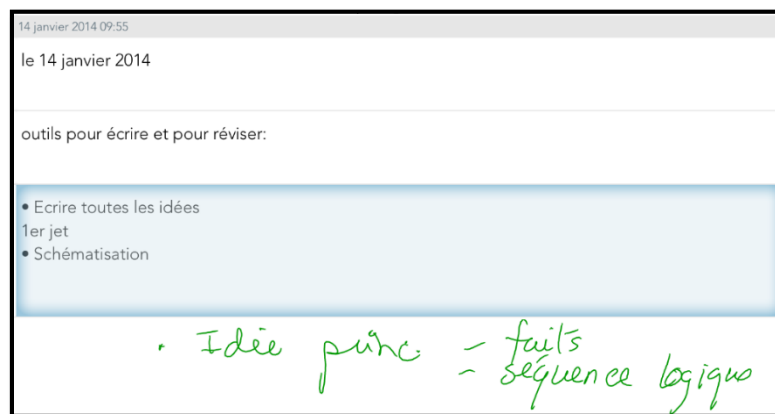 14 janvier 2014 09:55
le 14 janvier 2014
outils pour écrire et pour réviser:
• Ecrire toutes les idées
1er jet
• Schématisation
• Idée princ. – faits
– séquence logique